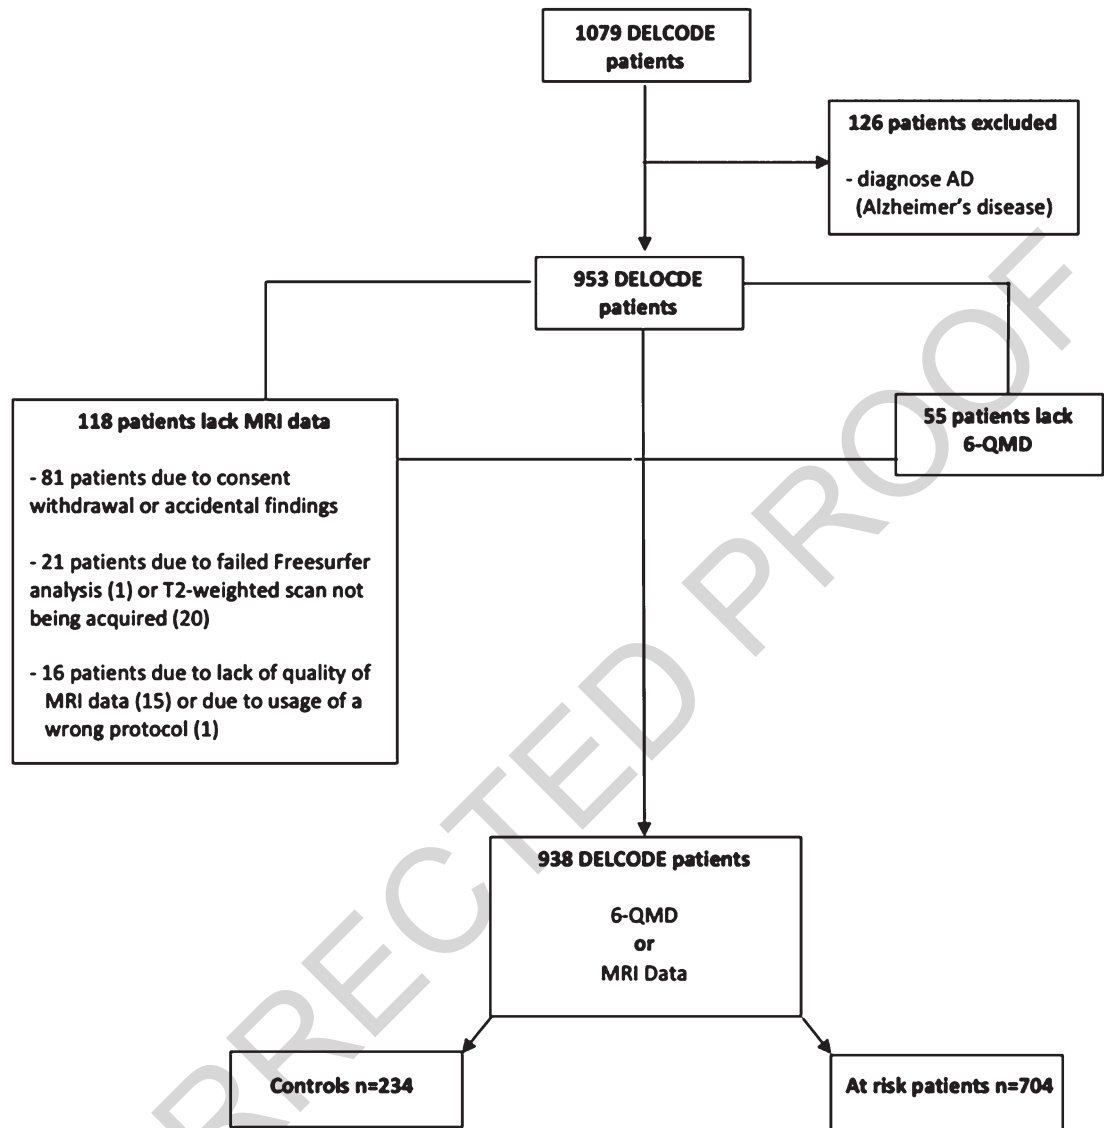 1079 DELCODE
patients
126 patients excluded
- diagnose AD
(Alzheimer's disease)
953 DELOCDE
patients
118 patients lack MRI data
- 81 patients due to consent
withdrawal or accidental findings
- 21 patients due to failed Freesurfer
analysis (1) or T2-weighted scan not
being acquired (20)
- 16 patients due to lack of quality of
MRI data (15) or due to usage of a
wrong protocol (1)
55 patients lack
6-QMD
938 DELCODE patients
6-QMD
or
MRI Data
Controls n=234
At risk patients n=704
RRECTED PROOF